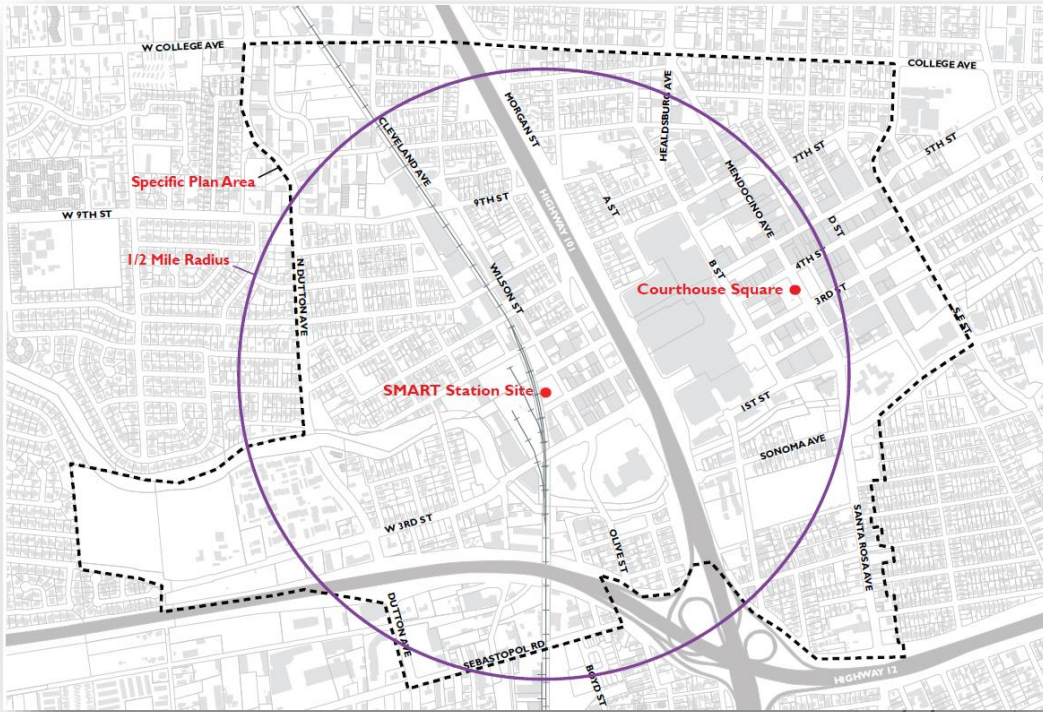 W COLLEGE AVE
COLLEGE AVE
MORGAN ST
HEALDSBURG AVE
CLEVELAND AVE
7TH ST
5TH ST
MENDOCINO AVE
Specific Plan Area
9TH ST
A ST
HIGHWAY 101
W 9TH ST
D ST
1/2 Mile Radius
4TH ST
B ST
N DUTTON AVE
WILSON ST
Courthouse Square
3RD ST
S E ST
SMART Station Site
1ST ST
SONOMA AVE
W 3RD ST
OLIVE ST
SANTA ROSA AVE
DUTTON AVE
SEBASTOPOL RD
BOYD ST
HIGHWAY 12